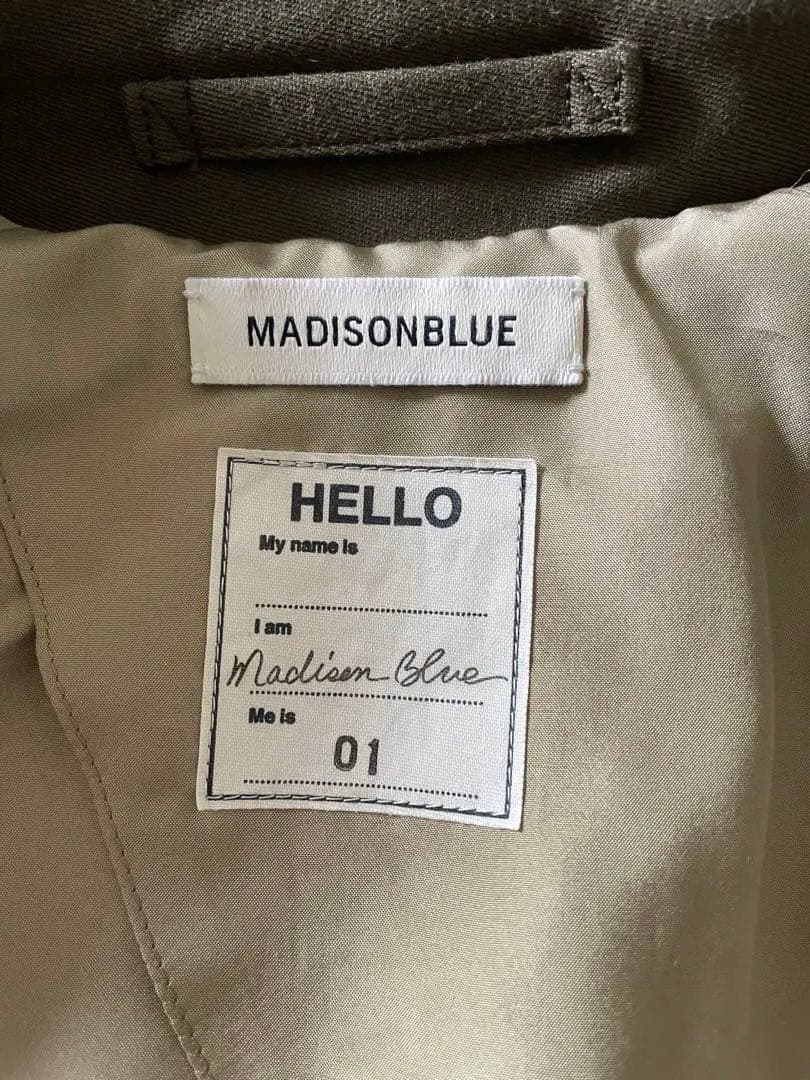 MADISONBLUE
HELLO
My name is
I am
Madison Blue
Me is
01